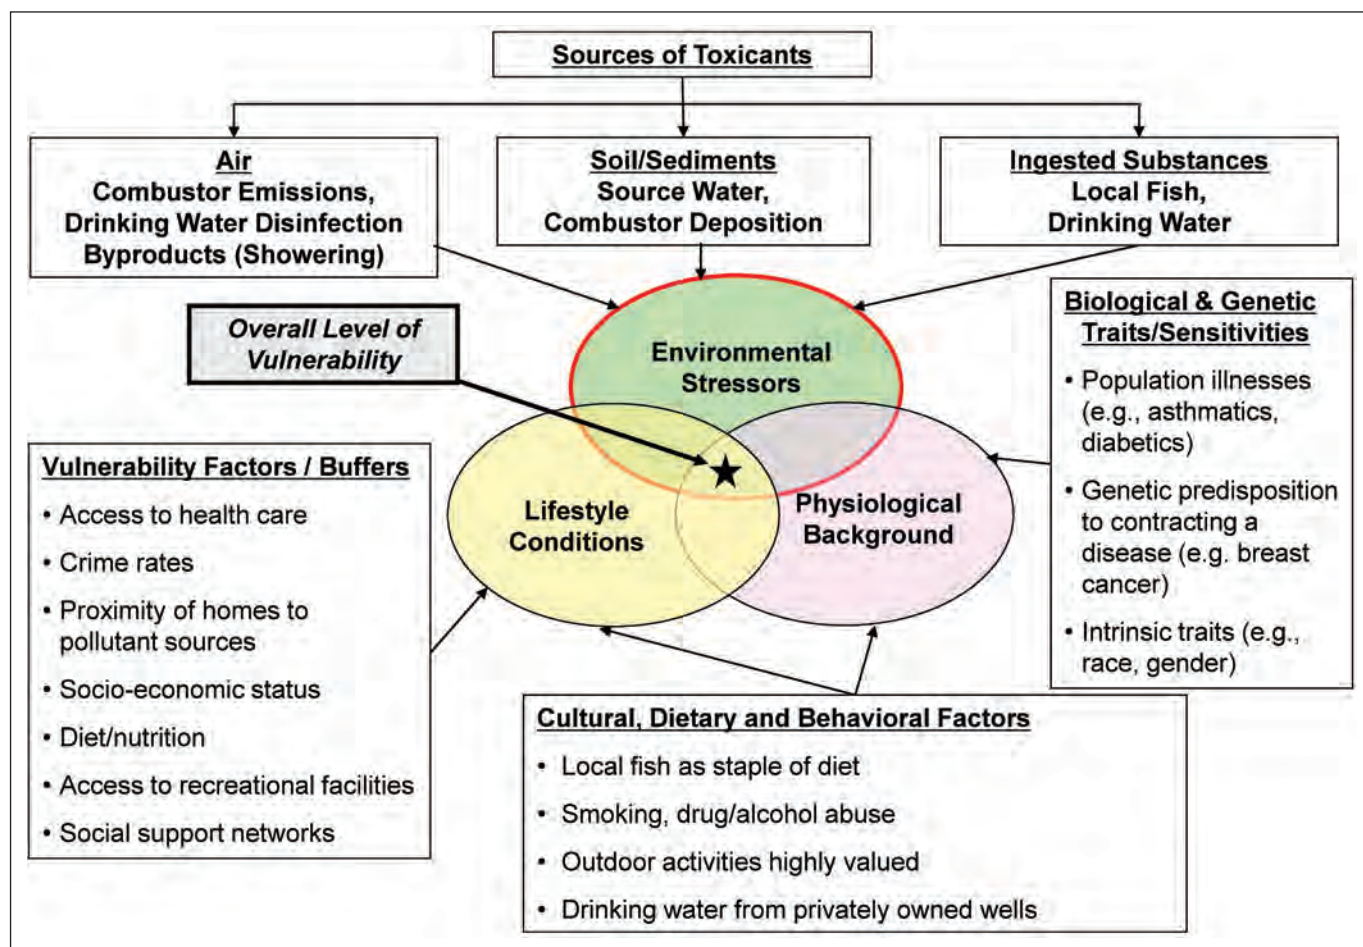 Sources of Toxicants
Air
Combustor Emissions,
Drinking Water Disinfection
Byproducts (Showering)
Soil/Sediments
Source Water,
Combustor Deposition
Ingested Substances
Local Fish,
Drinking Water
Overall Level of
Vulnerability
Environmental
Stressors
Biological & Genetic
Traits/Sensitivities
• Population illnesses
(e.g., asthmatics,
diabetics)
• Genetic predisposition
to contracting a
disease (e.g. breast
cancer)
• Intrinsic traits (e.g.,
race, gender)
Vulnerability Factors / Buffers
• Access to health care
• Crime rates
• Proximity of homes to
pollutant sources
• Socio-economic status
• Diet/nutrition
• Access to recreational facilities
• Social support networks
Lifestyle
Conditions
Physiological
Background
Cultural, Dietary and Behavioral Factors
• Local fish as staple of diet
• Smoking, drug/alcohol abuse
• Outdoor activities highly valued
• Drinking water from privately owned wells